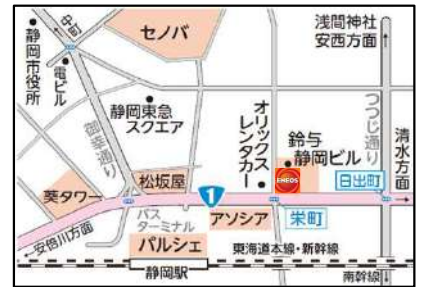 セノバ
中町
静岡市役所
電ビル
浅間神社
安西方面
静岡東急
スクエア
御幸通り
オリックス
レンタカー
鈴与
静岡ビル
つつじ通り
清水方面
ENEOS
日出町
松坂屋
葵タワー
1
バス
ターミナル
アソシア
栄町
安倍川方面
パルシェ
東海道本線・新幹線
静岡駅
南幹線